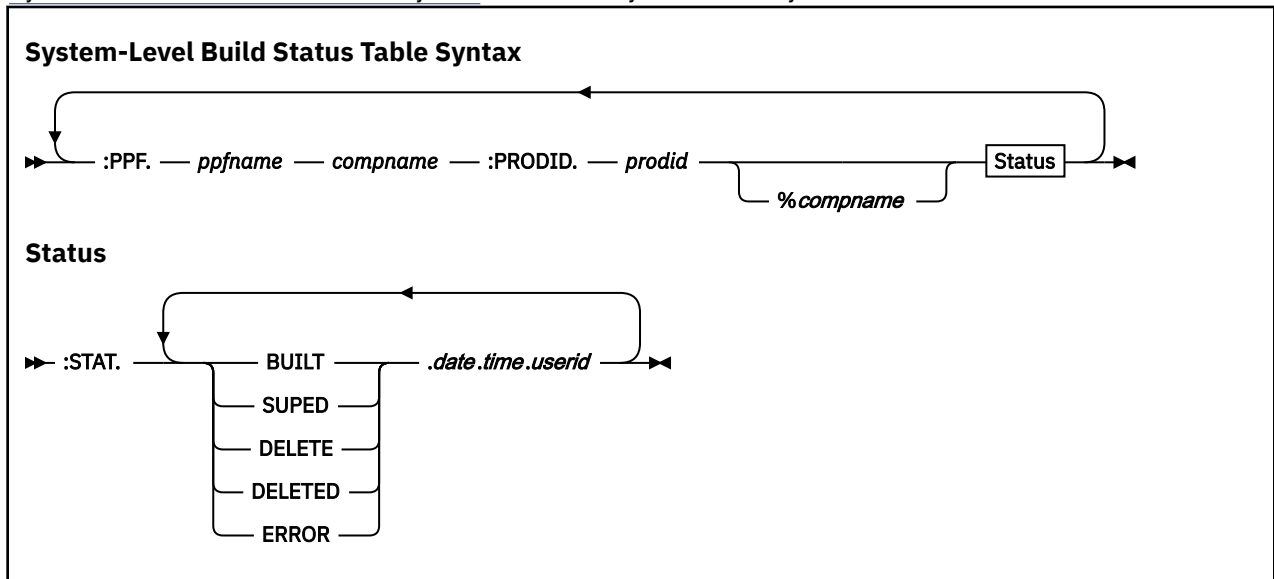 System-Level Build Status Table Syntax
:PPF. ppfname compname :PRODID. prodid Status
%compname
Status
:STAT. BUILT .date.time.userid
SUPED
DELETE
DELETED
ERROR